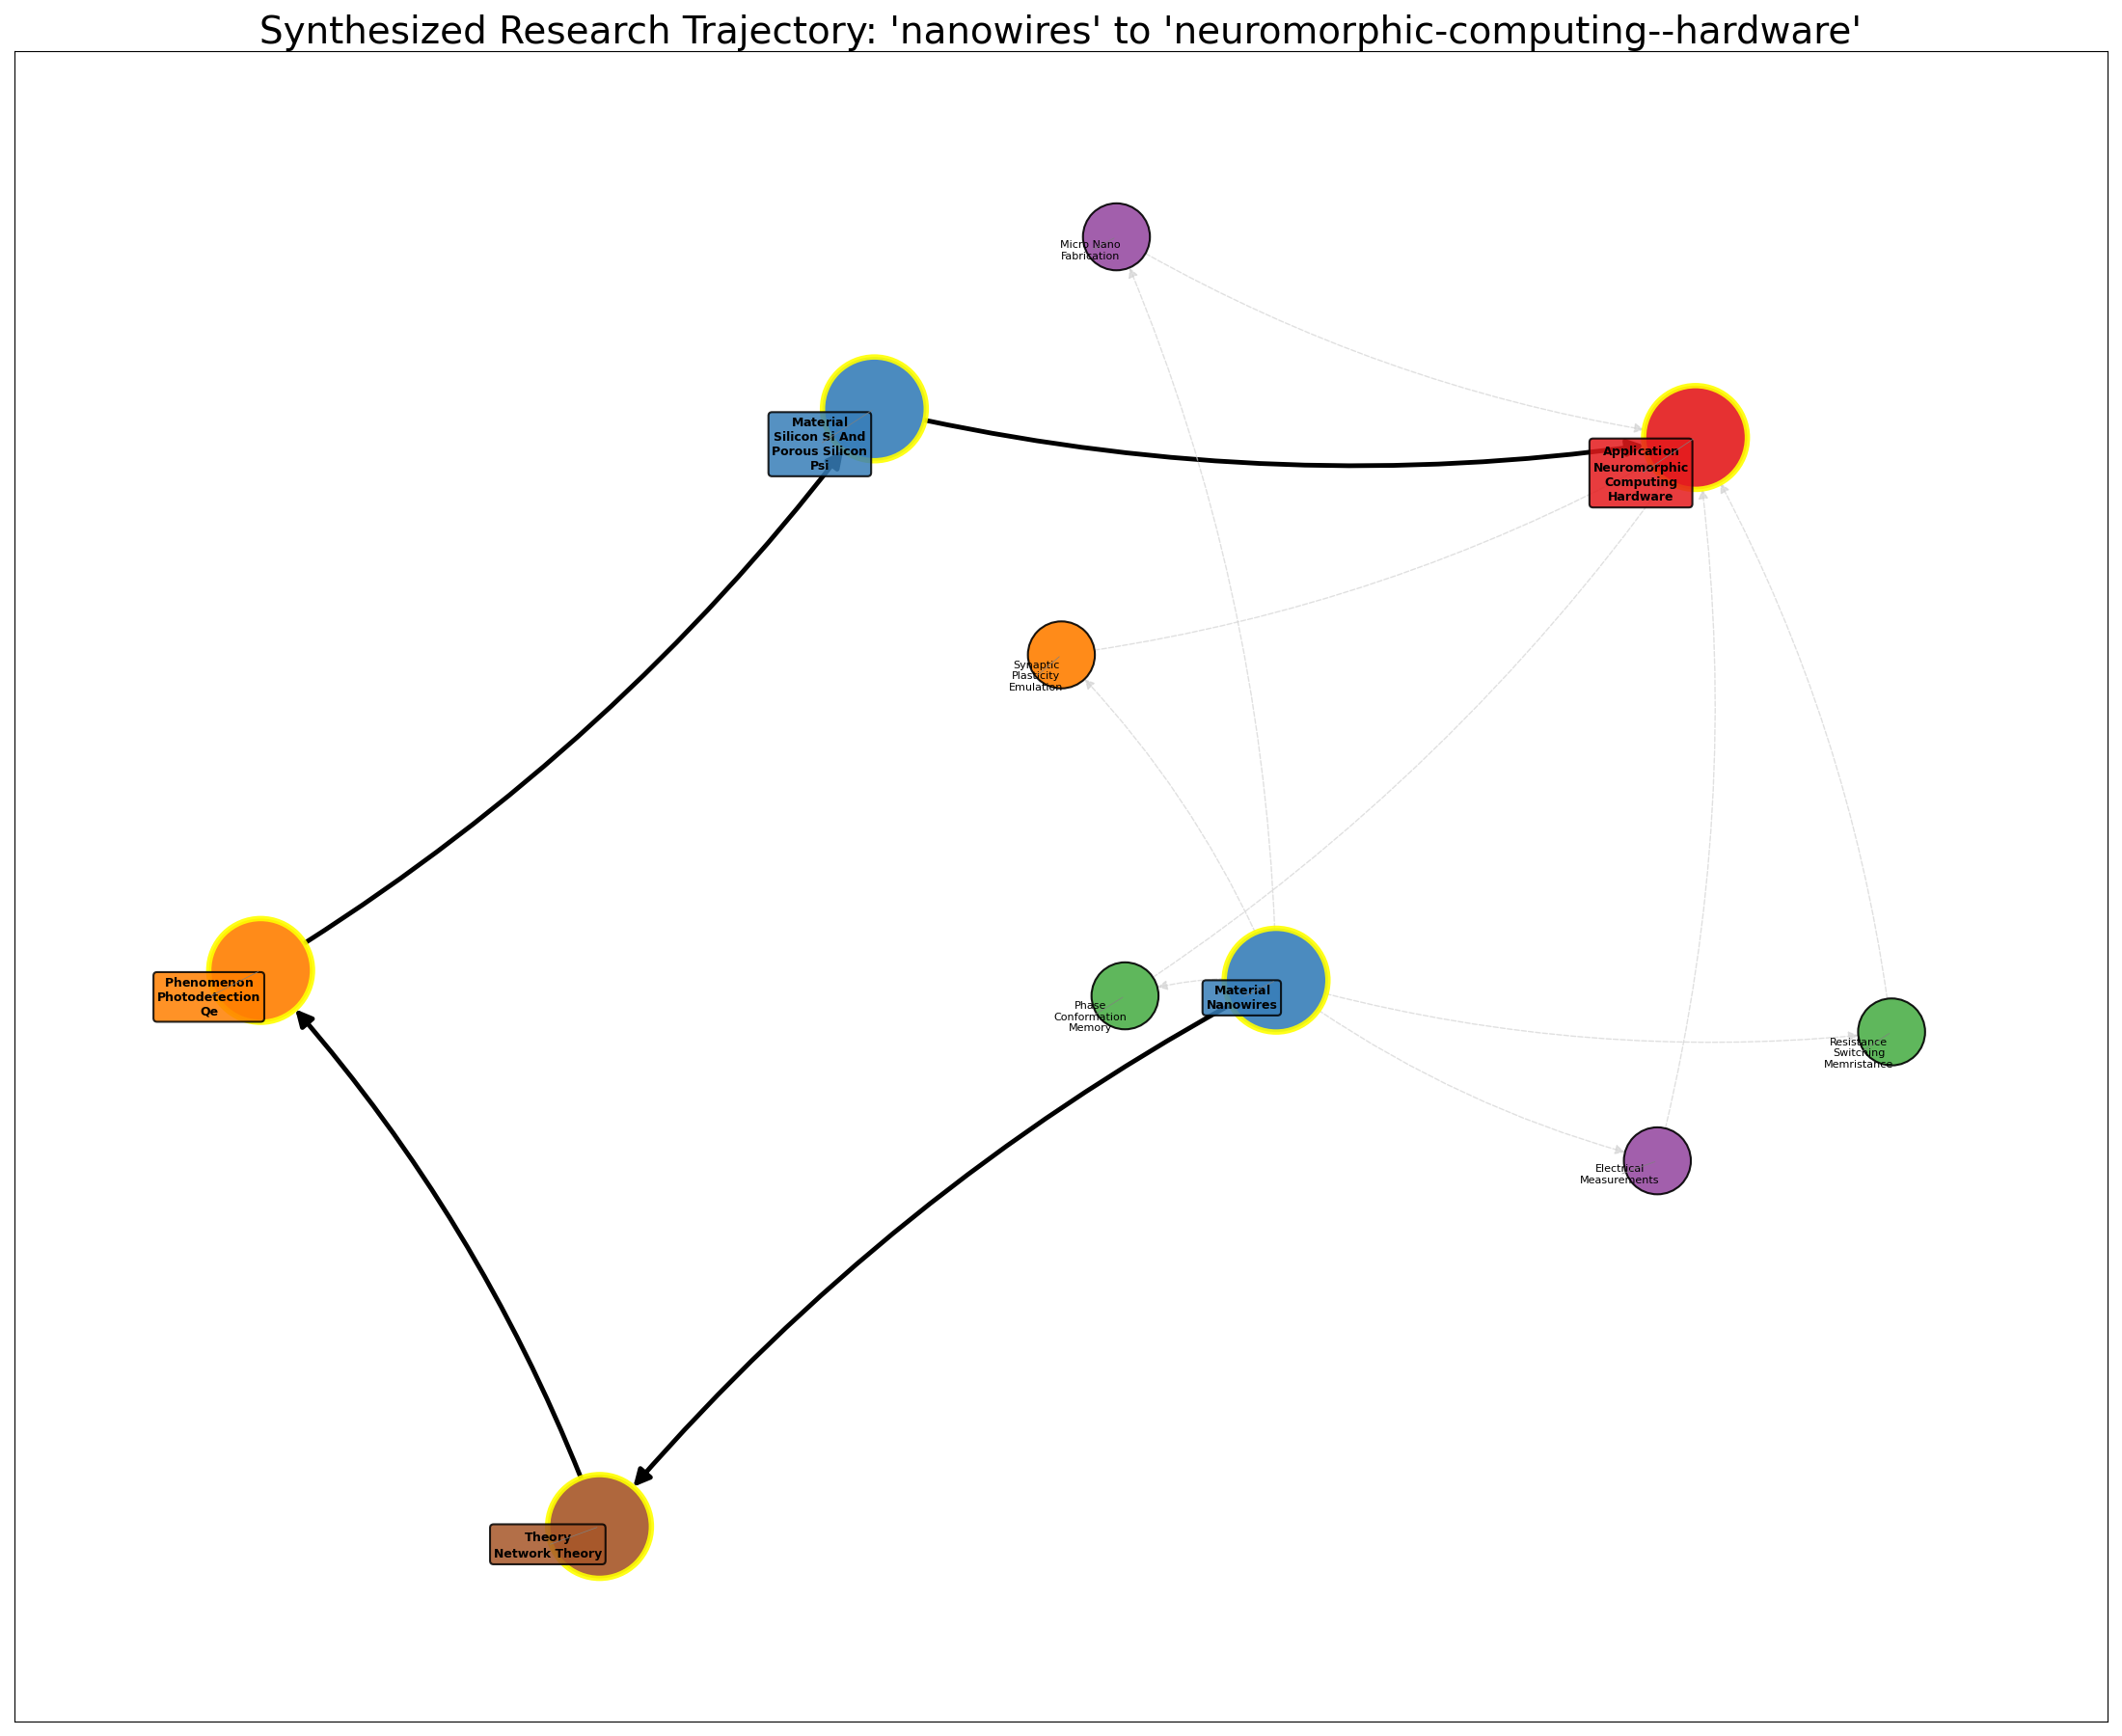 Synthesized Research Trajectory: 'nanowires' to 'neuromorphic-computing--hardware'
Micro Nano
Fabrication
Material
Silicon Si And
Porous Silicon
Psi
Application
Neuromorphic
Computing
Hardware
Synaptic
Plasticity
Emulation
Phenomenon
Photodetection
Qe
Phase
Conformation
Memory
Material
Nanowires
Resistance
Switching
Memristance
Electrical
Measurements
Theory
Network Theory